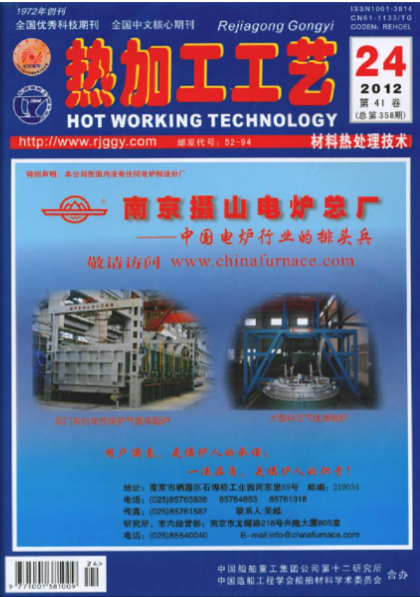 1972年创刊
全国优秀科技期刊 全国中文核心期刊
Rejiagong Gongyi
ISSN1001-3814
CN61-1133/TG
CODEN: REHOEL
热加工工艺
HOT WORKING TECHNOLOGY
24
2012
第 41 卷
(总第358期)
http://www.rjggy.com 邮发代号：52-94 材料热处理技术
特别声明：本公司在国内没有任何电炉制造分厂
南京摄山电炉总厂
——中国电炉行业的排头兵
敬请访问 www.chinafurnace.com
用户满意，是摄炉人的承诺；
一流品质，是摄炉人的职责！
地址：南京市栖霞区石海桥工业园河东里88号 邮编：210034
电话：(025)85763838 85764883 85761318
传真：(025)85761587 联系人:吴越
研究所、市内经营部：南京市龙蟠路218号兴隆大厦805室
电话：(025)85540040 E-mail:info@chinafurnace.com
24>
9 771001 381009
中国船舶重工集团公司第十二研究所
中国造船工程学会船舶材料学术委员会
合办